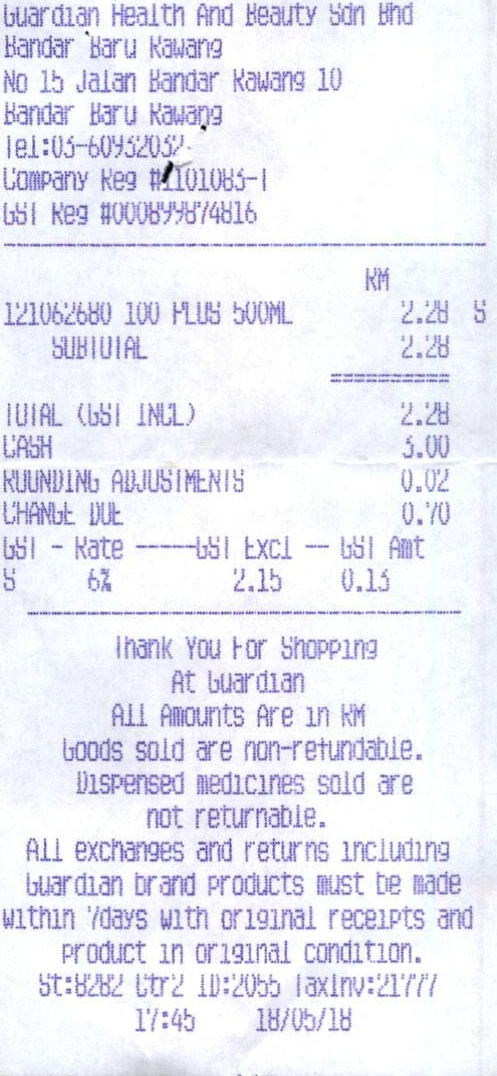 Guardian Health And Beauty Sdn Bhd
Bandar Baru Rawang
No 15 Jalan Bandar Rawang 10
Bandar Baru Rawang
Tel:03-60932032
Company Reg #1101083-T
GST Reg #000899874816
RM
121062680 100 PLUS 500ML 2.28 S
SUBTOTAL 2.28
TOTAL (GST INCL) 2.28
CASH 3.00
ROUNDING ADJUSTMENTS 0.02
CHANGE DUE 0.70
GST - Rate -----GST Excl -- GST Amt
S 6% 2.15 0.13
Thank You For Shopping
At Guardian
All Amounts Are in RM
Goods sold are non-refundable.
Dispensed medicines sold are
not returnable.
All exchanges and returns including
Guardian brand products must be made
within 7days with original receipts and
product in original condition.
St:8282 Ctr2 ID:2055 TaxInv:21777
17:45 18/05/18